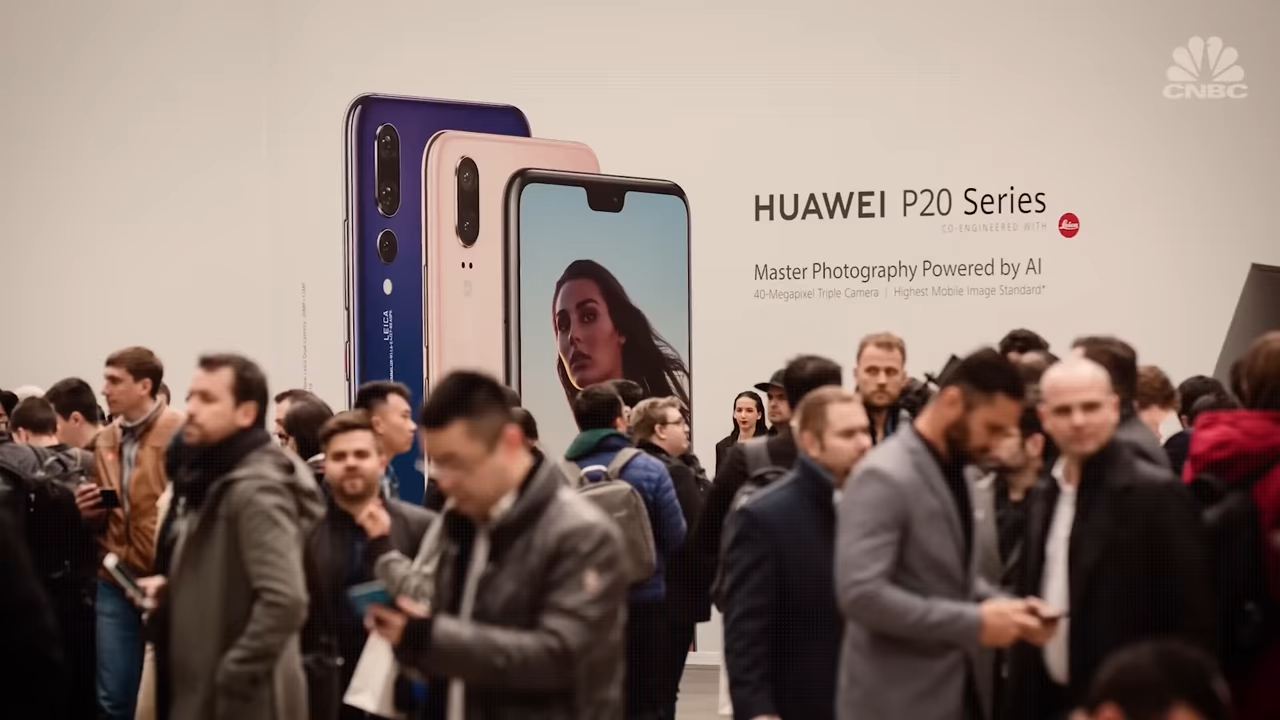 CNBC
HUAWEI P20 Series
CO-ENGINEERED WITH
Leica
Master Photography Powered by AI
40-Megapixel Triple Camera | Highest Mobile Image Standard*
LEICA